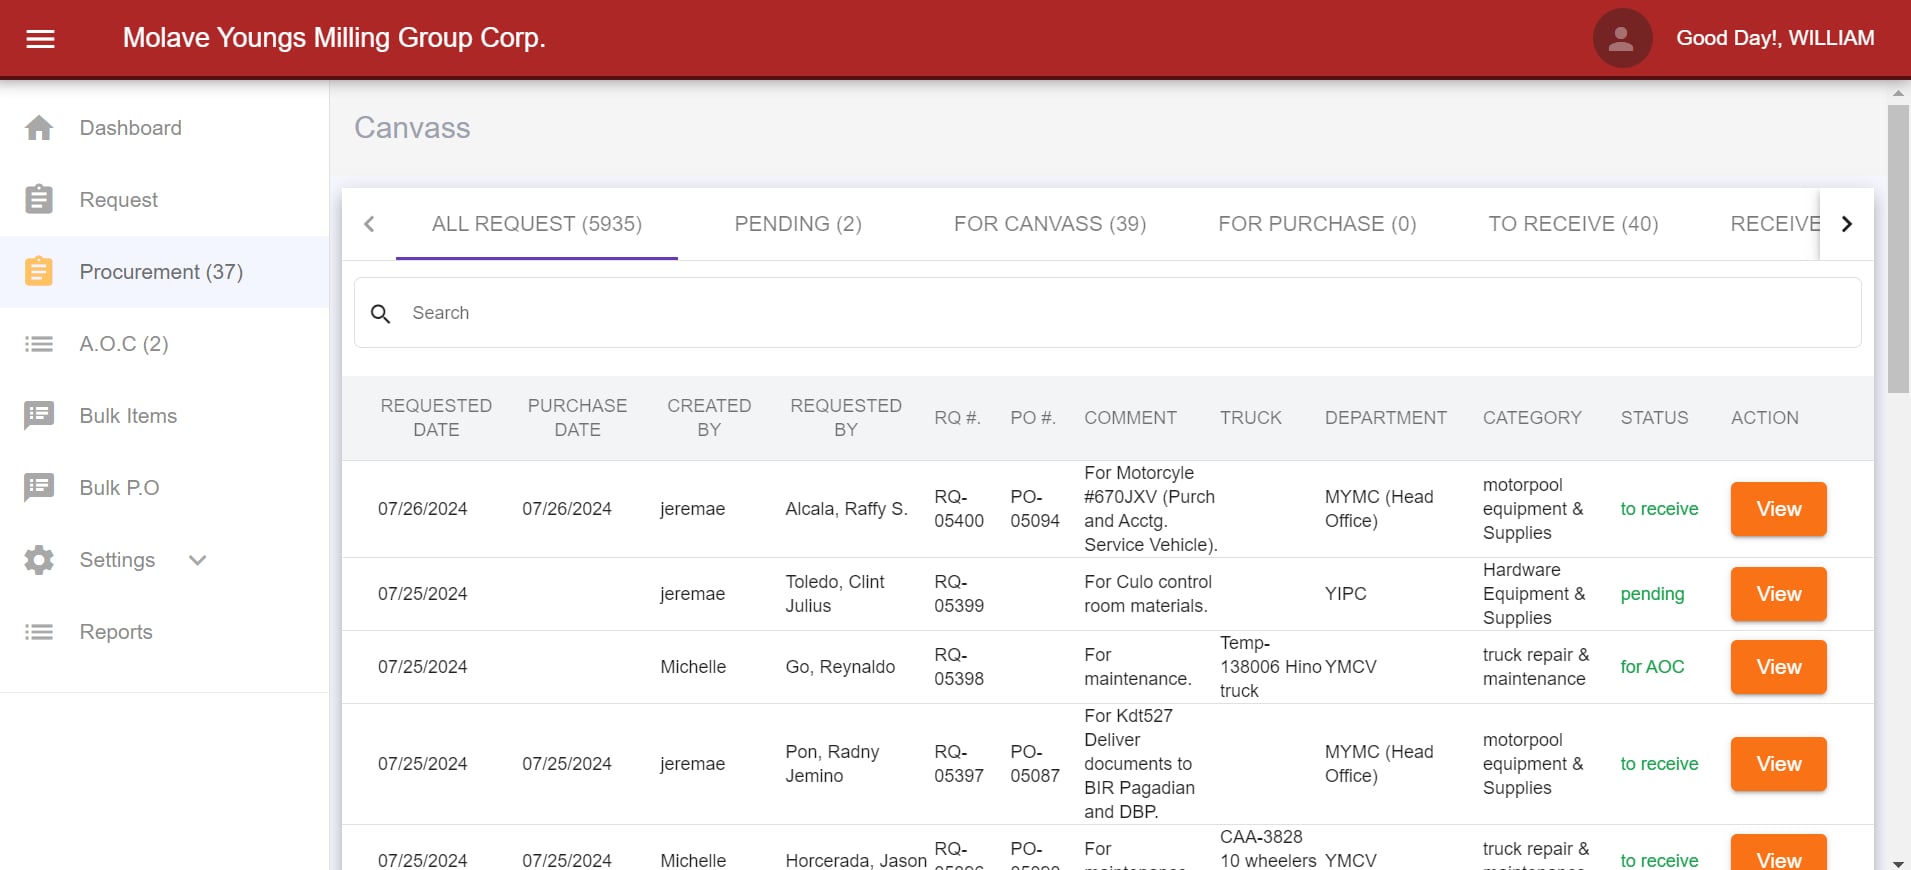 Molave Youngs Milling Group Corp.
Good Day!, WILLIAM
Dashboard
Request
Procurement (37)
A.O.C (2)
Bulk Items
Bulk P.O
Settings
Reports
Canvass
ALL REQUEST (5935)
PENDING (2)
FOR CANVASS (39)
FOR PURCHASE (0)
TO RECEIVE (40)
RECEIVE
Search
REQUESTED
DATE
PURCHASE
DATE
CREATED
BY
REQUESTED
BY
RQ #.
PO #.
COMMENT
TRUCK
DEPARTMENT
CATEGORY
STATUS
ACTION
07/26/2024
07/26/2024
jeremae
Alcala, Raffy S.
RQ-
05400
PO-
05094
For Motorcyle
#670JXV (Purch
and Acctg.
Service Vehicle).
MYMC (Head
Office)
motorpool
equipment &
Supplies
to receive
View
07/25/2024
jeremae
Toledo, Clint
Julius
RQ-
05399
For Culo control
room materials.
YIPC
Hardware
Equipment &
Supplies
pending
View
07/25/2024
Michelle
Go, Reynaldo
RQ-
05398
For
maintenance.
Temp-
138006 Hino
truck
YMCV
truck repair &
maintenance
for AOC
View
07/25/2024
07/25/2024
jeremae
Pon, Radny
Jemino
RQ-
05397
PO-
05087
For Kdt527
Deliver
documents to
BIR Pagadian
and DBP.
MYMC (Head
Office)
motorpool
equipment &
Supplies
to receive
View
07/25/2024
07/25/2024
Michelle
Horcerada, Jason
RQ-
PO-
For
CAA-3828
10 wheelers
YMCV
truck repair &
to receive
View